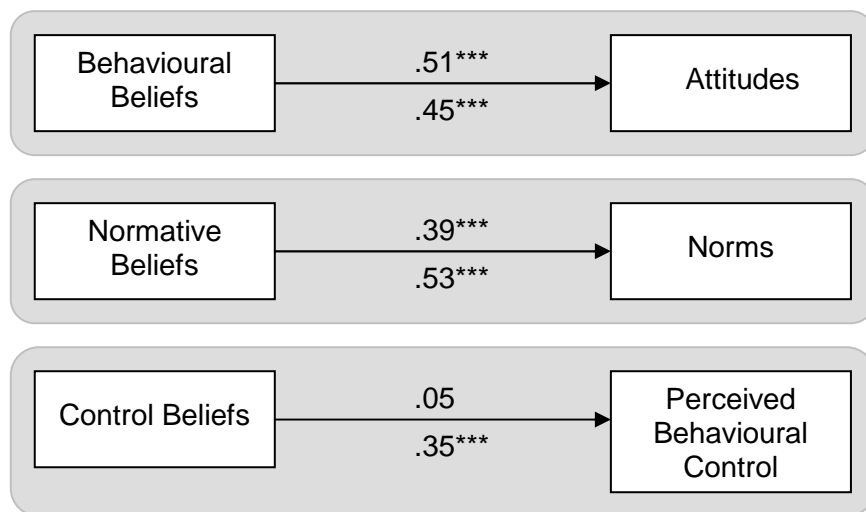 Behavioural
Beliefs
.51***
.45***
Attitudes
Normative
Beliefs
.39***
.53***
Norms
Control Beliefs
.05
.35***
Perceived
Behavioural
Control